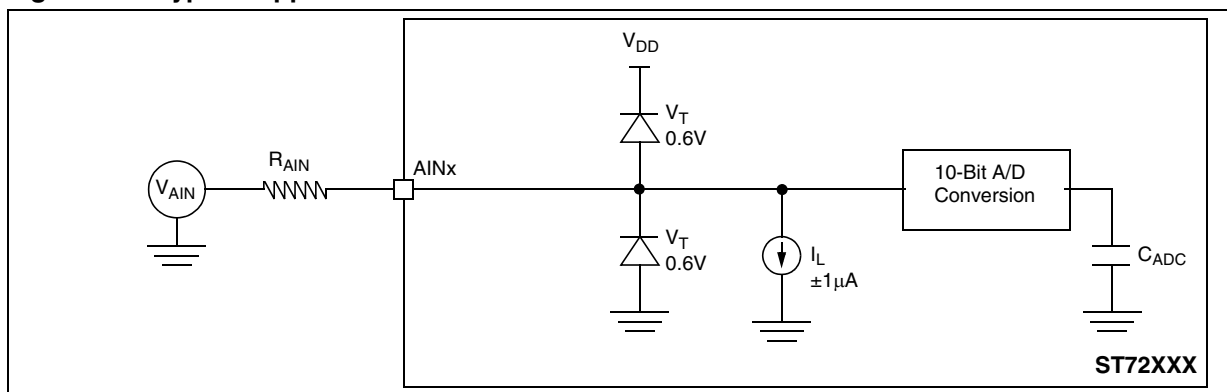 V_DD
V_T
0.6V
R_AIN
AINx
V_AIN
10-Bit A/D
Conversion
V_T
0.6V
I_L
±1µA
C_ADC
ST72XXX